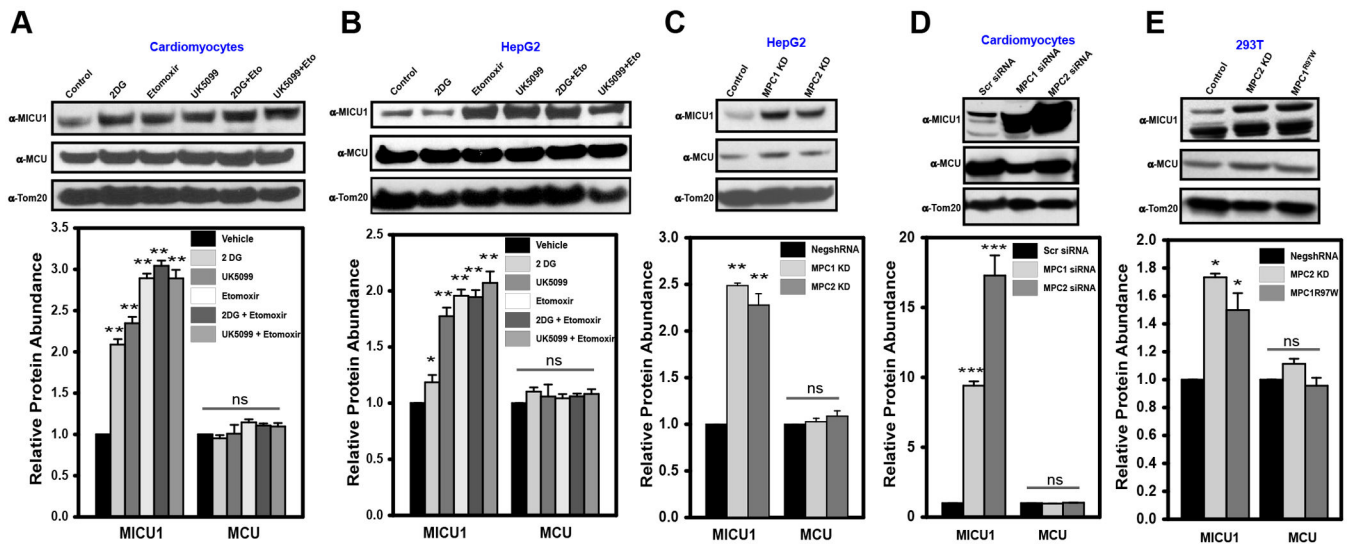 A
Cardiomyocytes
Control
2DG
Etomoxir
UK5099
2DG+Eto
UK5099+Eto
α-MICU1
α-MCU
α-Tom20
Relative Protein Abundance
3.5
3.0
2.5
2.0
1.5
1.0
0.5
0.0
Vehicle
2 DG
UK5099
Etomoxir
2DG + Etomoxir
UK5099 + Etomoxir
** ** ** ** **
ns
MICU1 MCU
B
HepG2
Control
2DG
Etomoxir
UK5099
2DG+Eto
UK5099+Eto
α-MICU1
α-MCU
α-Tom20
Relative Protein Abundance
2.5
2.0
1.5
1.0
0.5
0.0
Vehicle
2 DG
UK5099
Etomoxir
2DG + Etomoxir
UK5099 + Etomoxir
* ** ** ** **
ns
MICU1 MCU
C
HepG2
Control
MPC1 KD
MPC2 KD
α-MICU1
α-MCU
α-Tom20
Relative Protein Abundance
3.0
2.5
2.0
1.5
1.0
0.5
0.0
NegshRNA
MPC1 KD
MPC2 KD
** **
ns
MICU1 MCU
D
Cardiomyocytes
Scr siRNA
MPC1 siRNA
MPC2 siRNA
α-MICU1
α-MCU
α-Tom20
Relative Protein Abundance
20
15
10
5
0
Scr siRNA
MPC1 siRNA
MPC2 siRNA
*** ***
ns
MICU1 MCU
E
293T
Control
MPC2 KD
MPC1R97W
α-MICU1
α-MCU
α-Tom20
Relative Protein Abundance
2.0
1.8
1.6
1.4
1.2
1.0
0.8
0.6
0.4
0.2
0.0
NegshRNA
MPC2 KD
MPC1R97W
* *
ns
MICU1 MCU